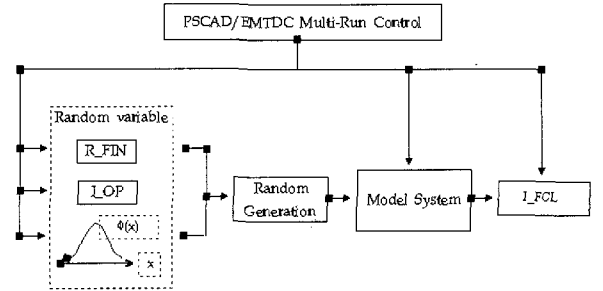 PSCAD/EMTDC Multi-Run Control
Random variable
R_FIN
I_OP
Φ(x)
x
Random
Generation
Model System
I_FCL